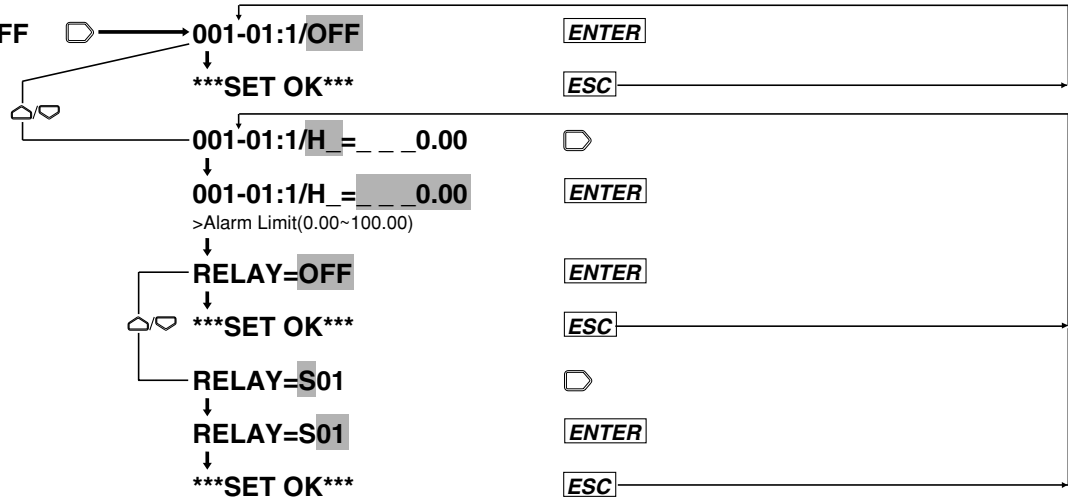 FF 001-01:1/OFF ENTER
***SET OK*** ESC
001-01:1/H_=_ _ _0.00
001-01:1/H_=_ _ _0.00 ENTER
>Alarm Limit(0.00~100.00)
RELAY=OFF ENTER
***SET OK*** ESC
RELAY=S01
RELAY=S01 ENTER
***SET OK*** ESC